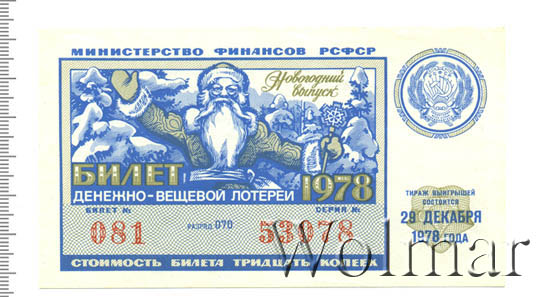 МИНИСТЕРСТВО ФИНАНСОВ РСФСР
Новогодний
выпуск
БИЛЕТ
ДЕНЕЖНО-ВЕЩЕВОЙ ЛОТЕРЕИ 1978
БИЛЕТ № СЕРИЯ №
081 РАЗРЯД 070 53978
СТОИМОСТЬ БИЛЕТА ТРИДЦАТЬ КОПЕЕК
ТИРАЖ ВЫИГРЫШЕЙ
СОСТОИТСЯ
29 ДЕКАБРЯ
1978 ГОДА
Wolmar